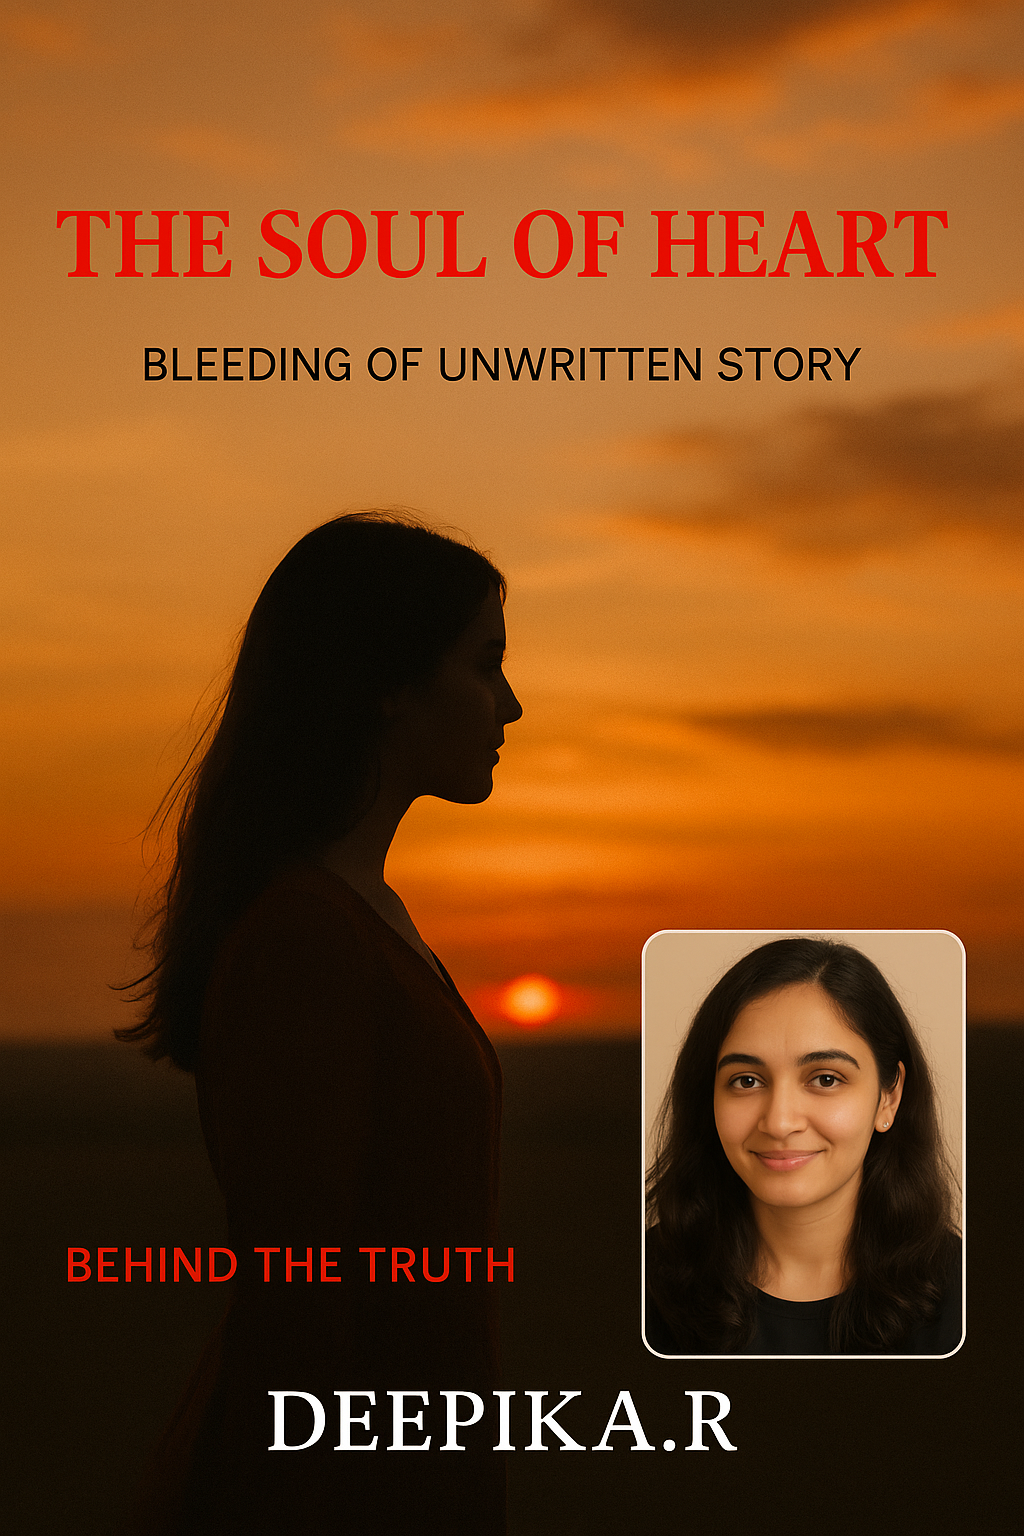 THE SOUL OF HEART
BLEEDING OF UNWRITTEN STORY
BEHIND THE TRUTH
DEEPIKA.R